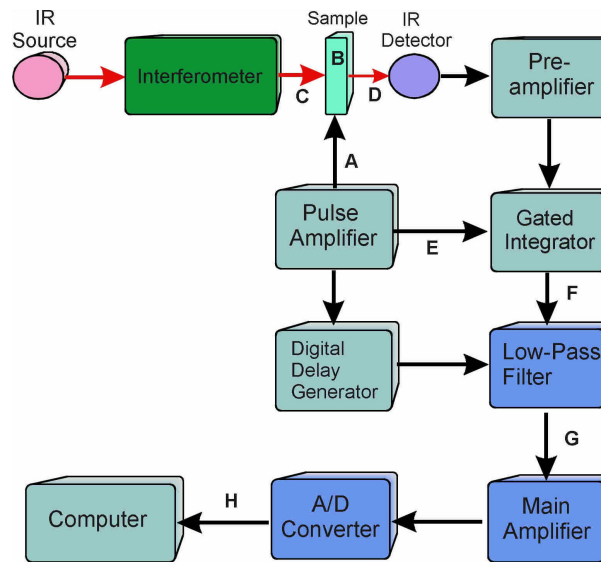 IR
Source
Interferometer
Sample
B
C
D
IR
Detector
Pre-
amplifier
A
Pulse
Amplifier
E
Gated
Integrator
F
Digital
Delay
Generator
Low-Pass
Filter
G
Main
Amplifier
A/D
Converter
H
Computer